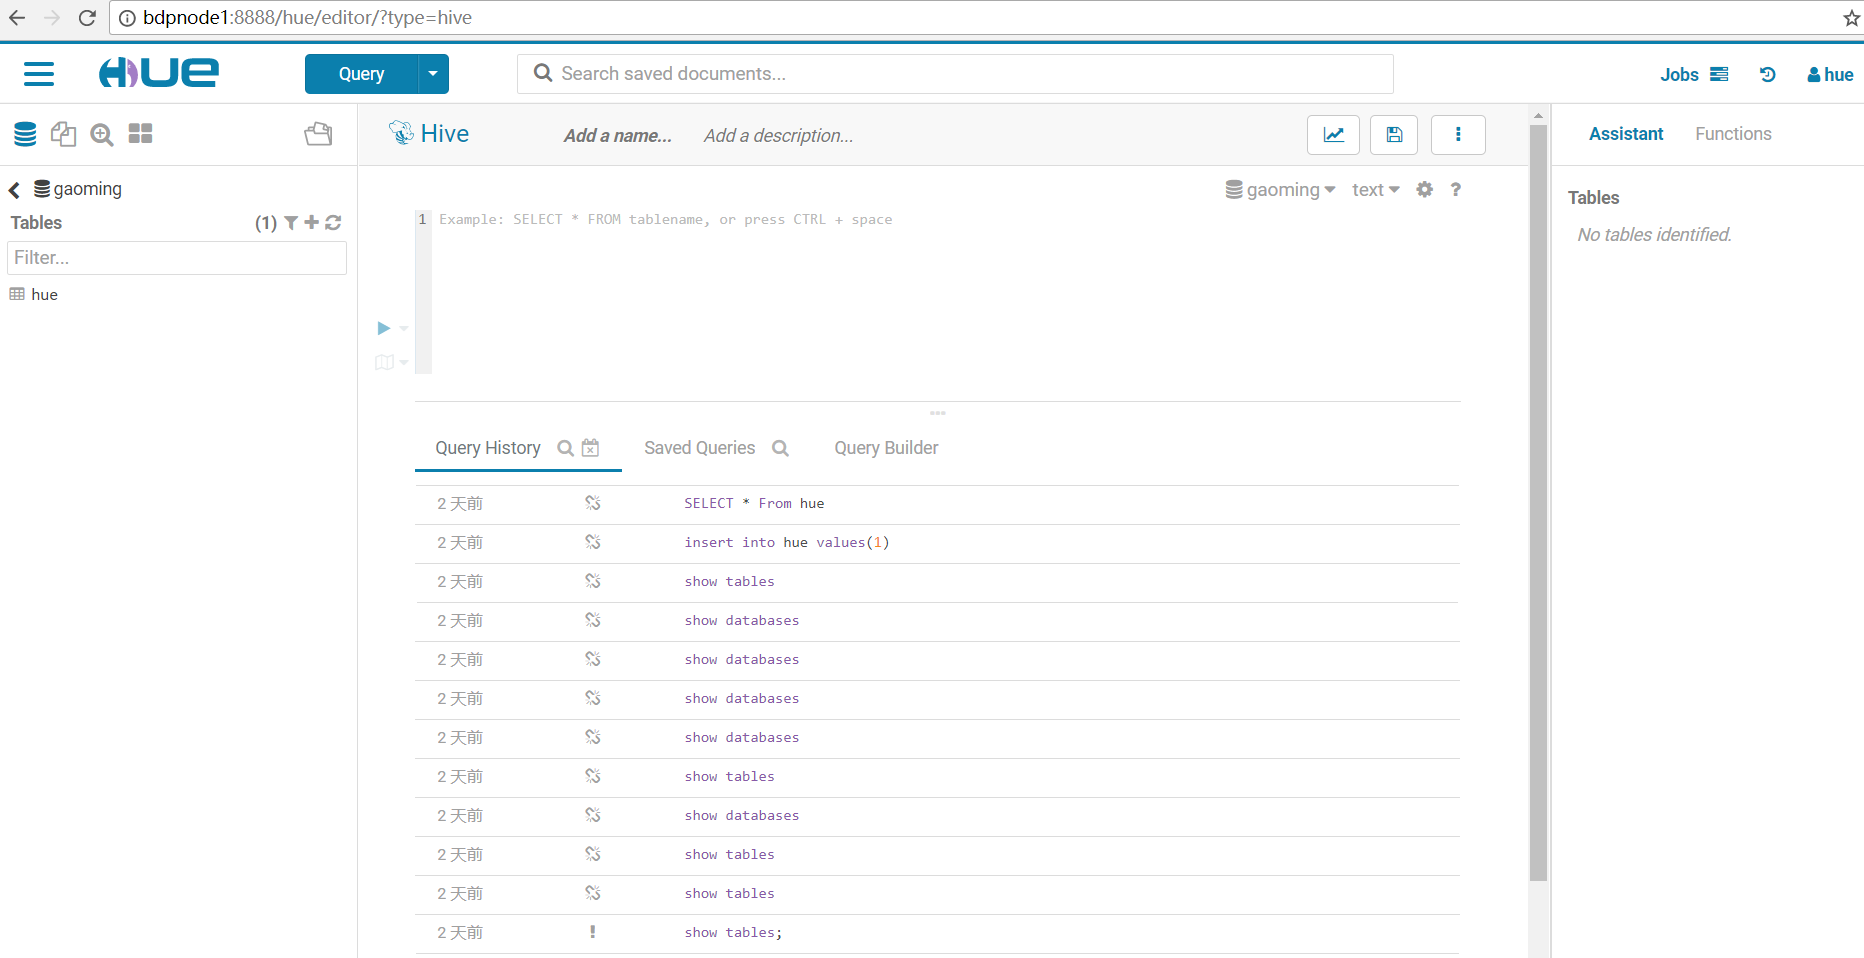 bdpnode1:8888/hue/editor/?type=hive
HUE
Query
Search saved documents...
Jobs
hue
Hive
Add a name...
Add a description...
Assistant
Functions
gaoming
Tables
(1)
Filter...
hue
gaoming
text
?
1
Example: SELECT * FROM tablename, or press CTRL + space
Tables
No tables identified.
Query History
Saved Queries
Query Builder
2 天前 SELECT * From hue
2 天前 insert into hue values(1)
2 天前 show tables
2 天前 show databases
2 天前 show databases
2 天前 show databases
2 天前 show databases
2 天前 show tables
2 天前 show databases
2 天前 show tables
2 天前 show tables
2 天前 ! show tables;